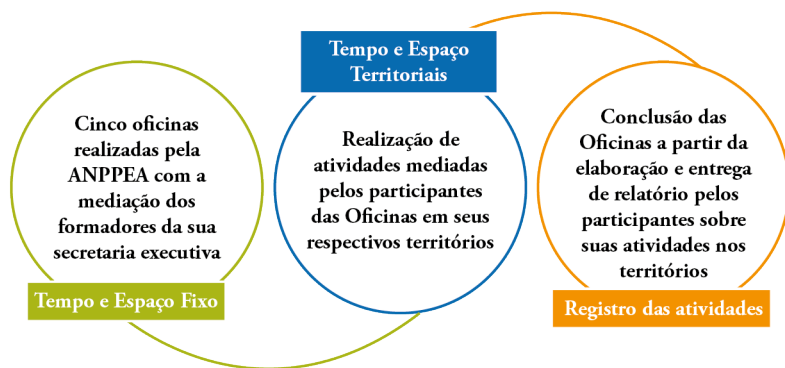 Cinco oficinas
realizadas pela
ANPPEA com a
mediação dos
formadores da sua
secretaria executiva
Tempo e Espaço Fixo
Tempo e Espaço
Territoriais
Realização de
atividades mediadas
pelos participantes
das Oficinas em seus
respectivos territórios
Conclusão das
Oficinas a partir da
elaboração e entrega
de relatório pelos
participantes sobre
suas atividades nos
territórios
Registro das atividades